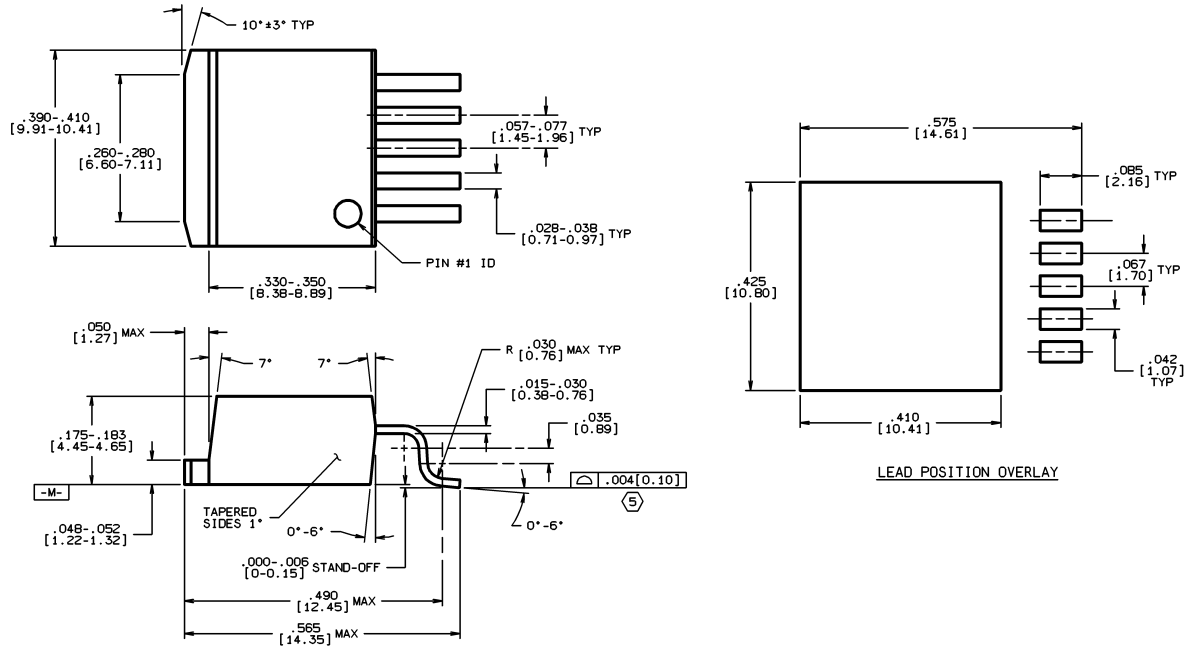 10°±3° TYP
.390-.410
[9.91-10.41]
.260-.280
[6.60-7.11]
.057-.077
[1.45-1.96] TYP
.028-.038
[0.71-0.97] TYP
PIN #1 ID
.330-.350
[8.38-8.89]
.575
[14.61]
.085
[2.16] TYP
.067
[1.70] TYP
.425
[10.80]
.042
[1.07]
TYP
.410
[10.41]
LEAD POSITION OVERLAY
.050
[1.27] MAX
7°
7°
R .030
[0.76] MAX TYP
.015-.030
[0.38-0.76]
.035
[0.89]
.175-.183
[4.45-4.65]
-M-
.004[0.10]
5
TAPERED
SIDES 1°
0°-6°
0°-6°
.048-.052
[1.22-1.32]
.000-.006
[0-0.15] STAND-OFF
.490
[12.45] MAX
.565
[14.35] MAX